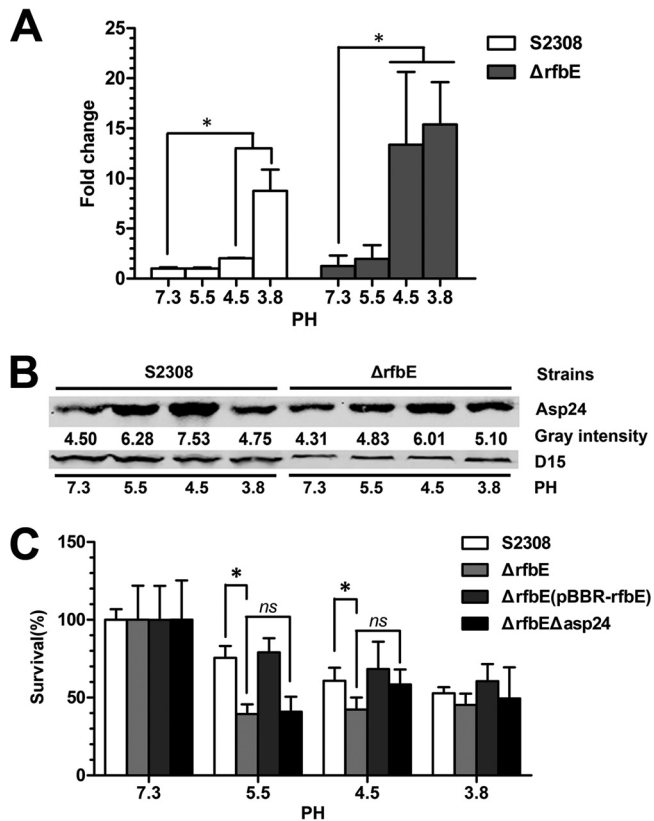 A
S2308
ΔrfbE
Fold change
25
20
15
10
5
0
*
*
7.3 5.5 4.5 3.8 7.3 5.5 4.5 3.8
PH
B
S2308 ΔrfbE Strains
Asp24
4.50 6.28 7.53 4.75 4.31 4.83 6.01 5.10 Gray intensity
D15
7.3 5.5 4.5 3.8 7.3 5.5 4.5 3.8 PH
C
S2308
ΔrfbE
ΔrfbE(pBBR-rfbE)
ΔrfbEΔasp24
Survival(%)
150
100
50
0
* ns
* ns
7.3 5.5 4.5 3.8
PH